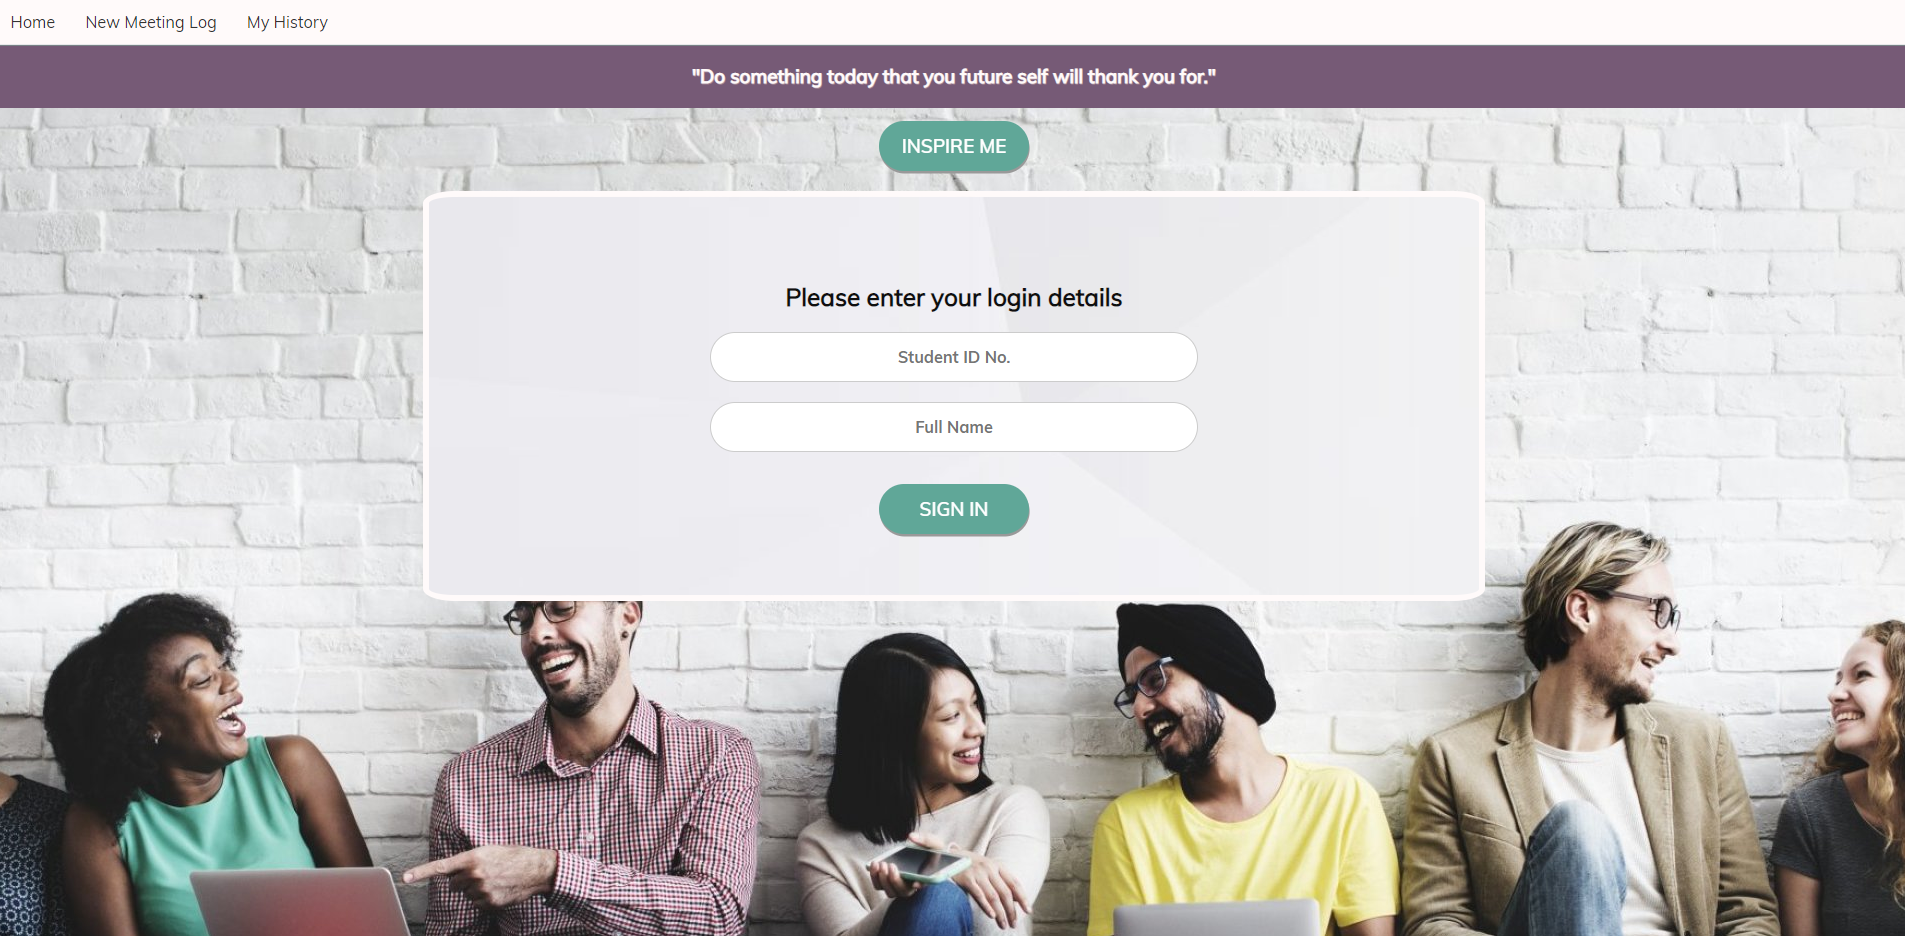 Home New Meeting Log My History
"Do something today that you future self will thank you for."
INSPIRE ME
Please enter your login details
Student ID No.
Full Name
SIGN IN